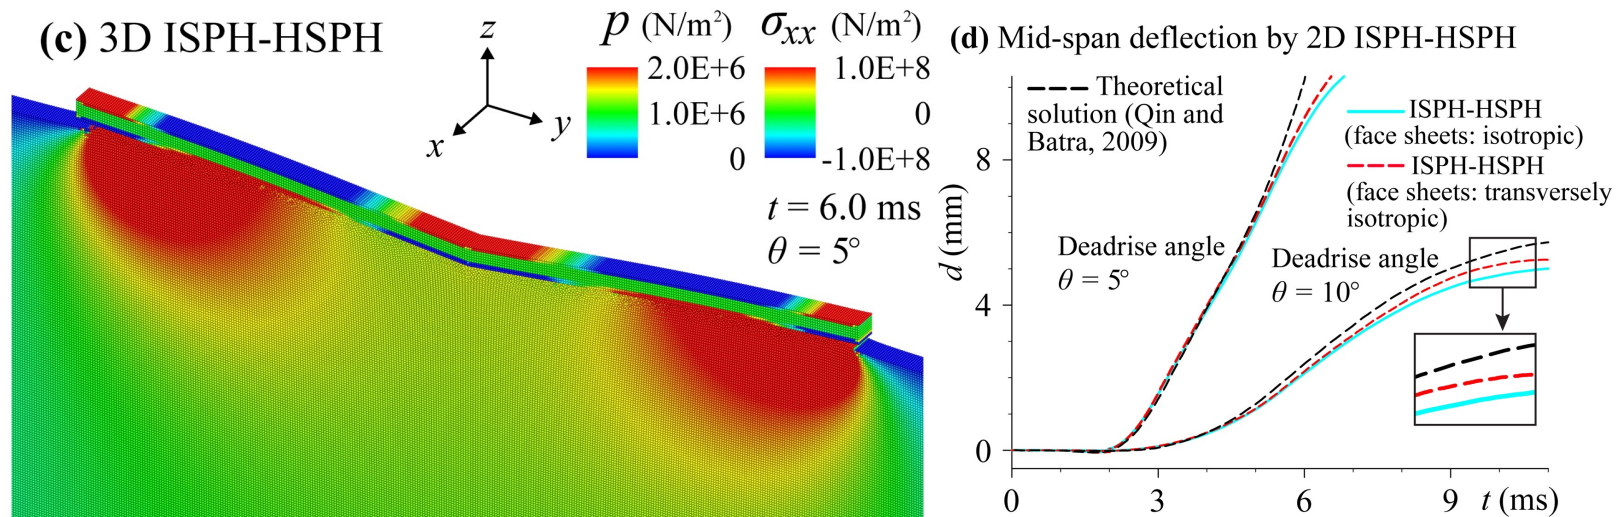 (c) 3D ISPH-HSPH
z
x
y
p (N/m²)
2.0E+6
1.0E+6
0
σxx (N/m²)
1.0E+8
0
-1.0E+8
t = 6.0 ms
θ = 5°
(d) Mid-span deflection by 2D ISPH-HSPH
Theoretical
solution (Qin and
Batra, 2009)
ISPH-HSPH
(face sheets: isotropic)
ISPH-HSPH
(face sheets: transversely
isotropic)
Deadrise angle
θ = 5°
Deadrise angle
θ = 10°
d (mm)
8
4
0
0 3 6 9 t (ms)